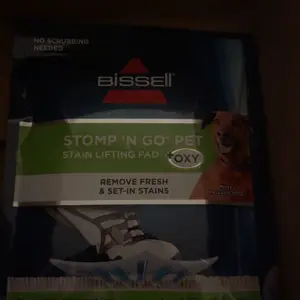 NO SCRUBBING
NEEDED
BISSELL
STOMP 'N GO® PET
STAIN LIFTING PAD
+OXY
REMOVE FRESH
& SET-IN STAINS